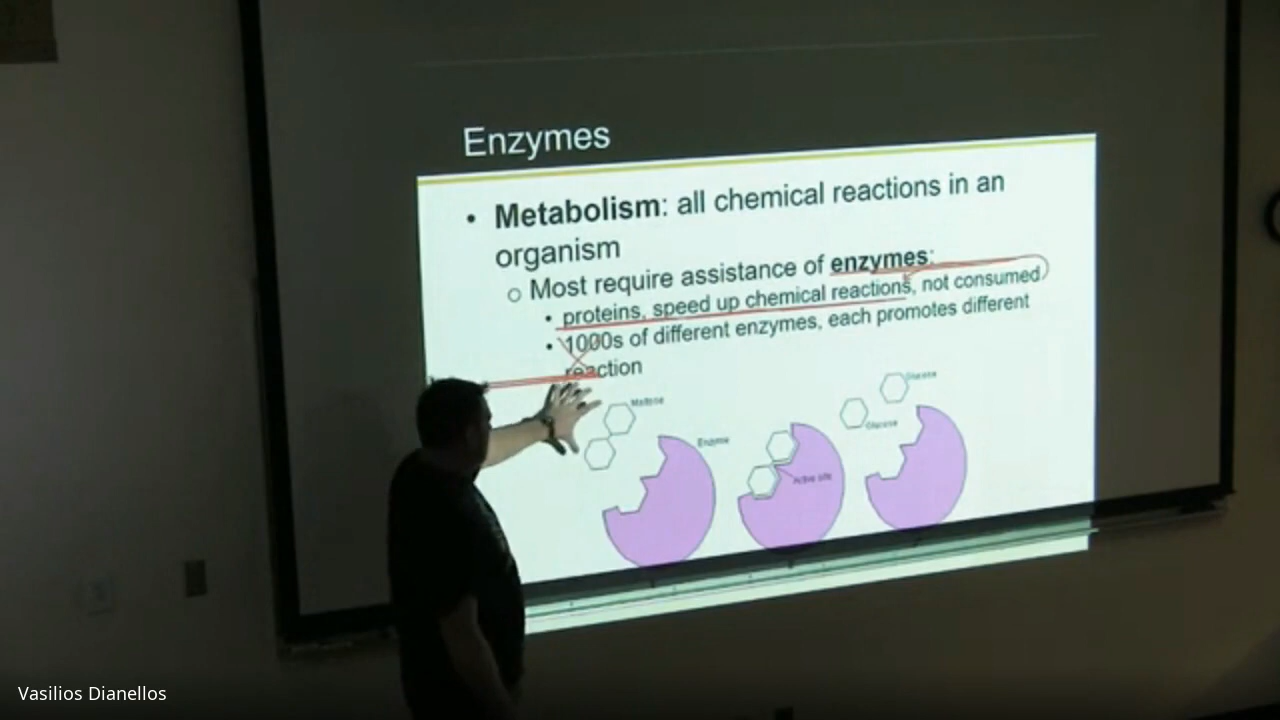 Enzymes
• Metabolism: all chemical reactions in an
organism
o Most require assistance of enzymes:
• proteins, speed up chemical reactions, not consumed
• 1000s of different enzymes, each promotes different
reaction
Maltose
Enzyme
Active site
Glucose
Glucose
Vasilios Dianellos